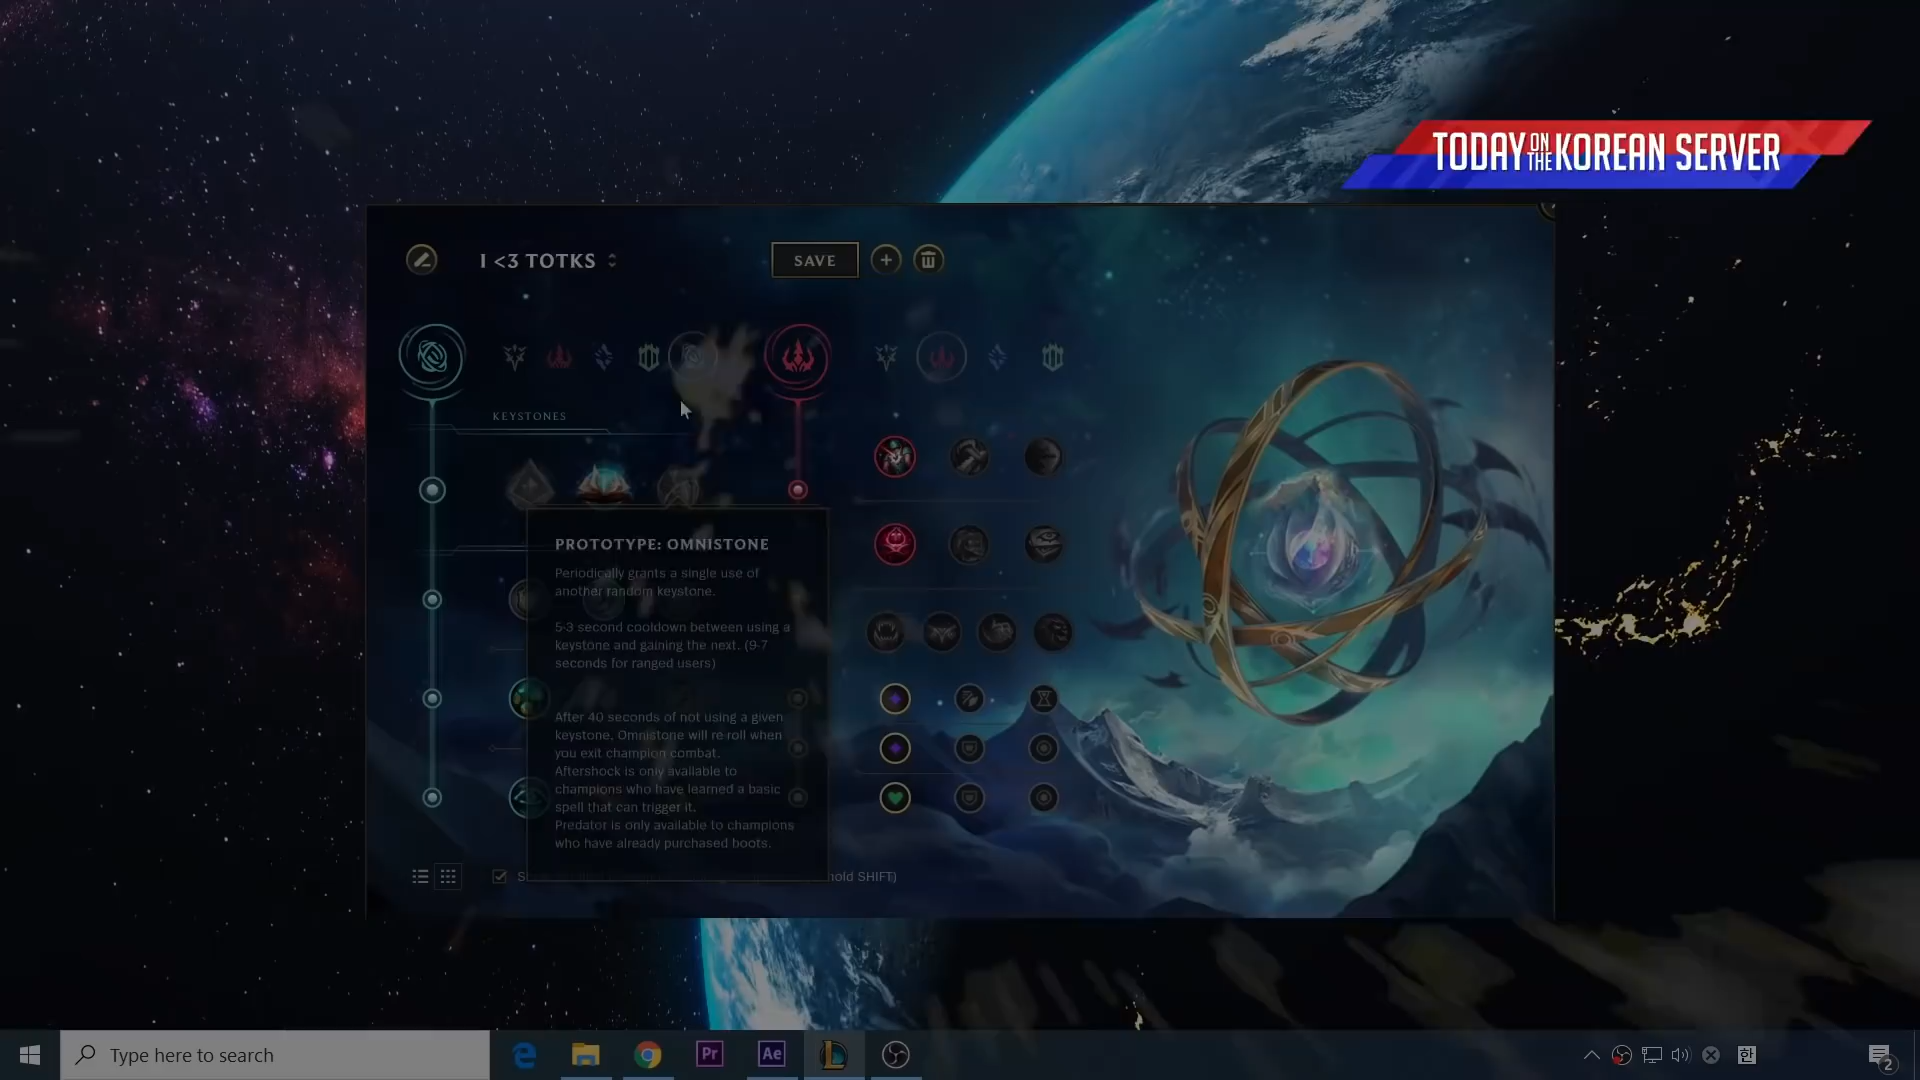 TODAY ON THE KOREAN SERVER
I <3 TOTKS
SAVE
KEYSTONES
PROTOTYPE: OMNISTONE
Periodically grants a single use of
another random keystone.
5-3 second cooldown between using a
keystone and gaining the next. (9-7
seconds for ranged users)
After 40 seconds of not using a given
keystone, Omnistone will re-roll when
you exit champion combat.
Aftershock is only available to
champions who have learned a basic
spell that can trigger it.
Predator is only available to champions
who have already purchased boots.
hold SHIFT)
Type here to search
Pr
Ae
L
한
2